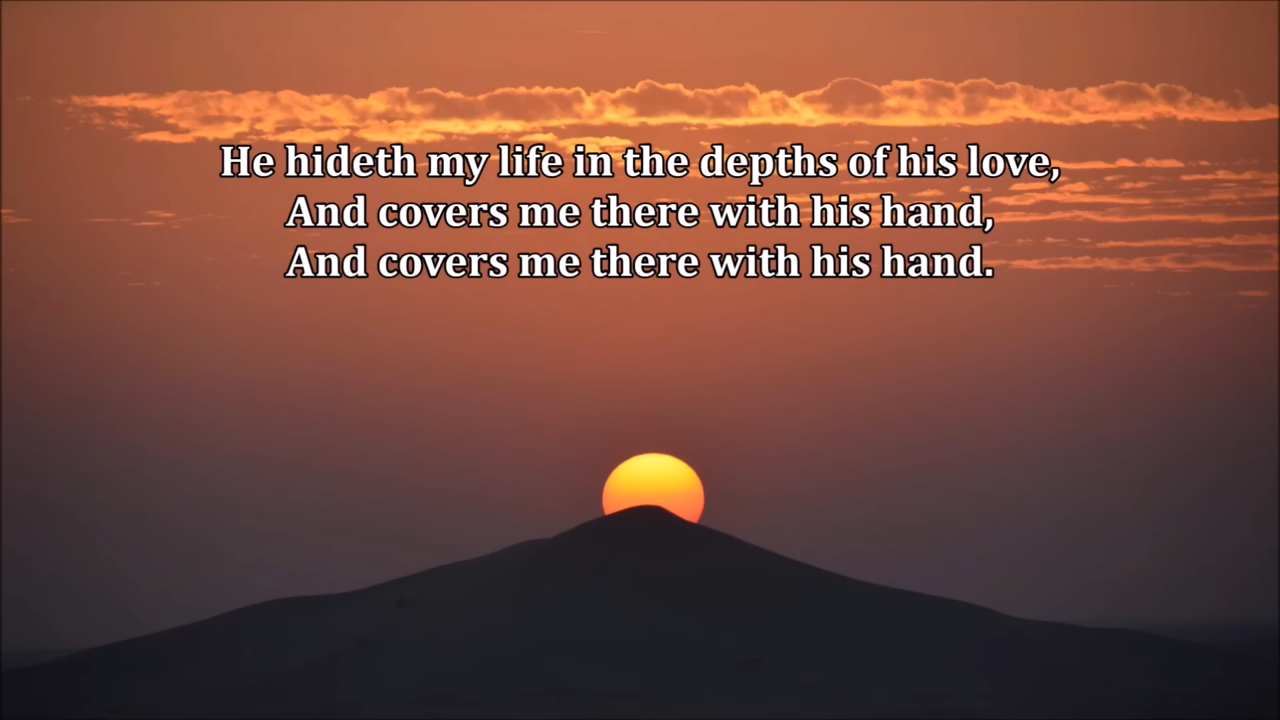 He hideth my life in the depths of his love,
And covers me there with his hand,
And covers me there with his hand.